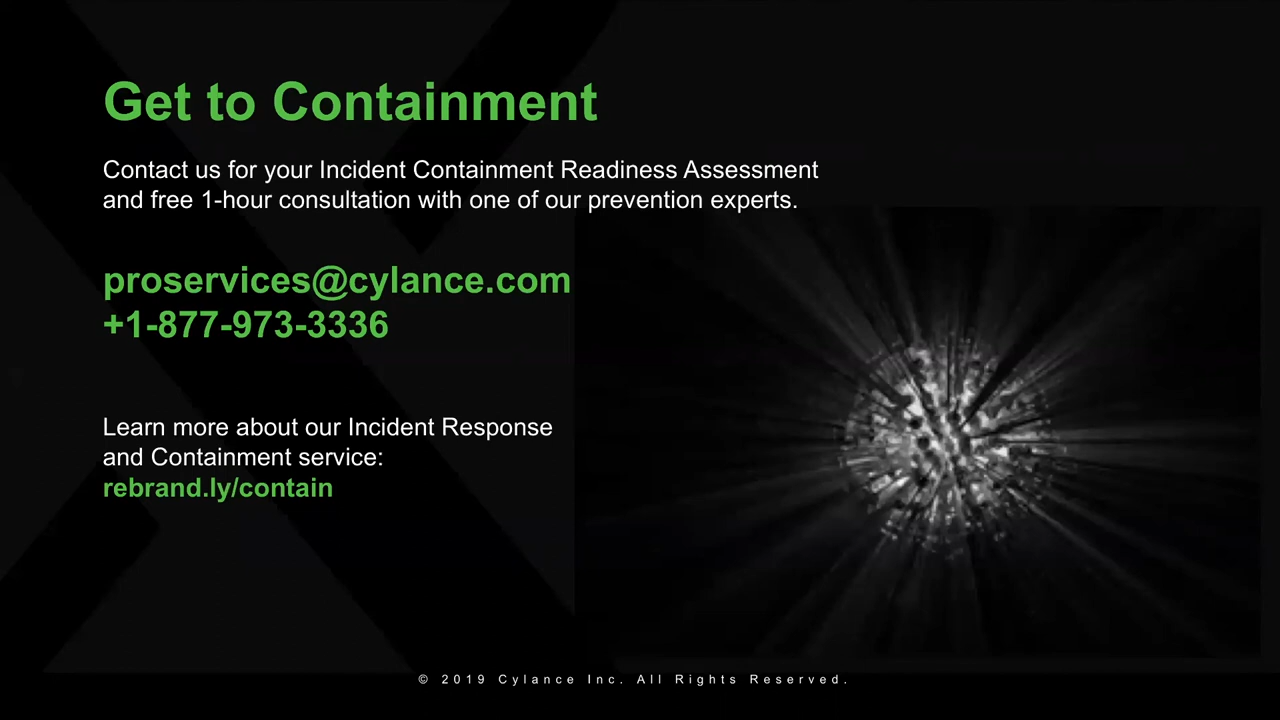 Get to Containment
Contact us for your Incident Containment Readiness Assessment
and free 1-hour consultation with one of our prevention experts.
proservices@cylance.com
+1-877-973-3336
Learn more about our Incident Response
and Containment service:
rebrand.ly/contain
© 2019 Cylance Inc. All Rights Reserved.